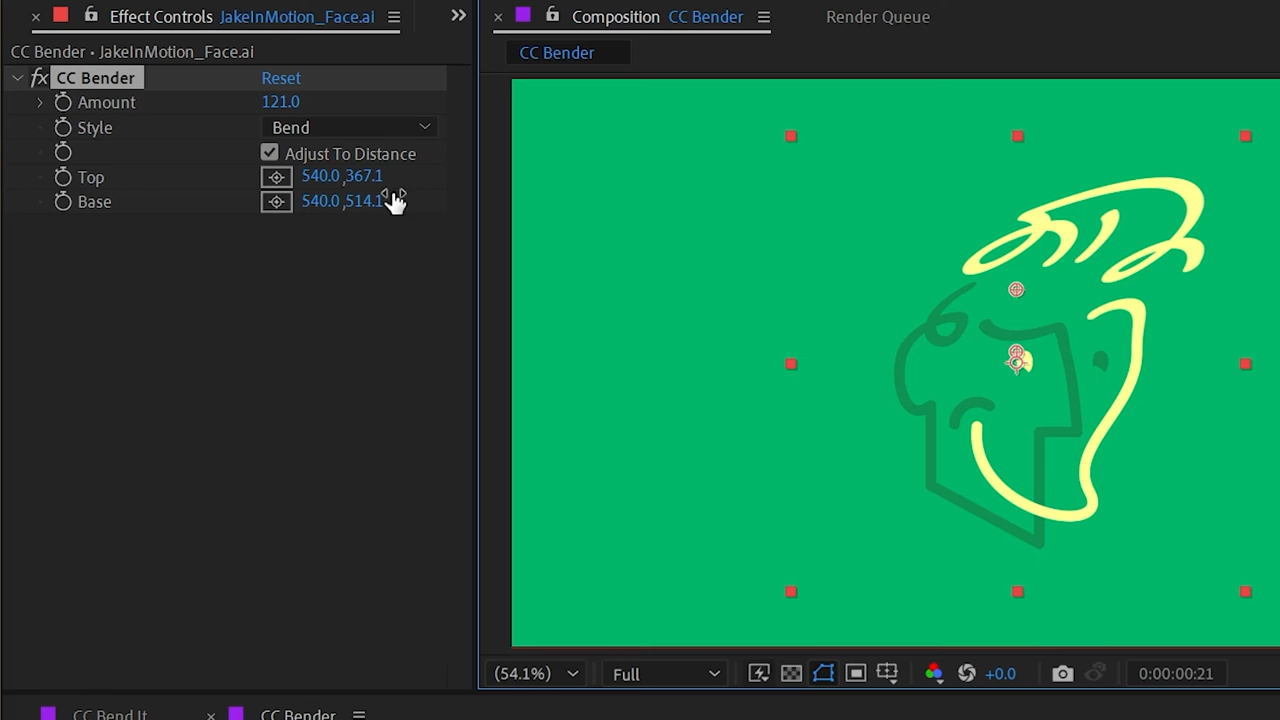 Effect Controls JakeInMotion_Face.ai
CC Bender • JakeInMotion_Face.ai
fx CC Bender Reset
Amount 121.0
Style Bend
Adjust To Distance
Top 540.0,367.1
Base 540.0,514.1
Composition CC Bender Render Queue
CC Bender
(54.1%) Full +0.0 0:00:00:21
CC Bend It CC Bender